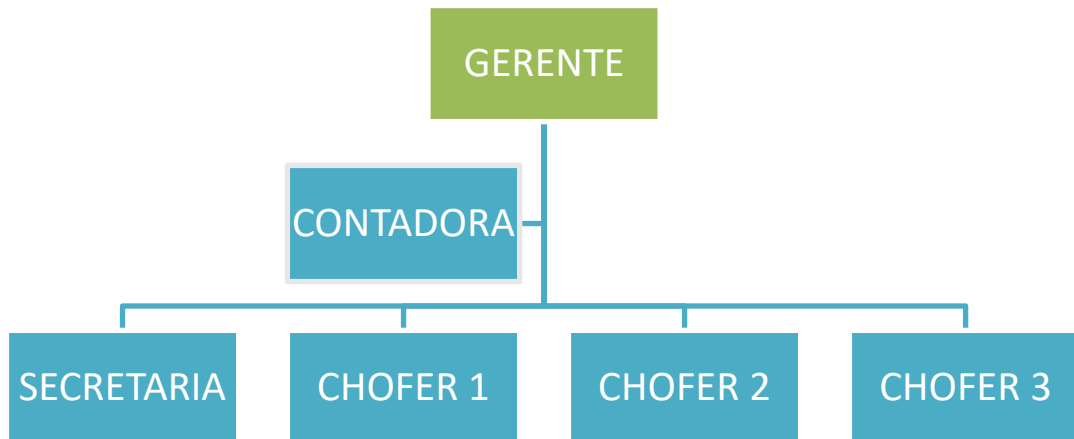 GERENTE
CONTADORA
SECRETARIA
CHOFER 1
CHOFER 2
CHOFER 3